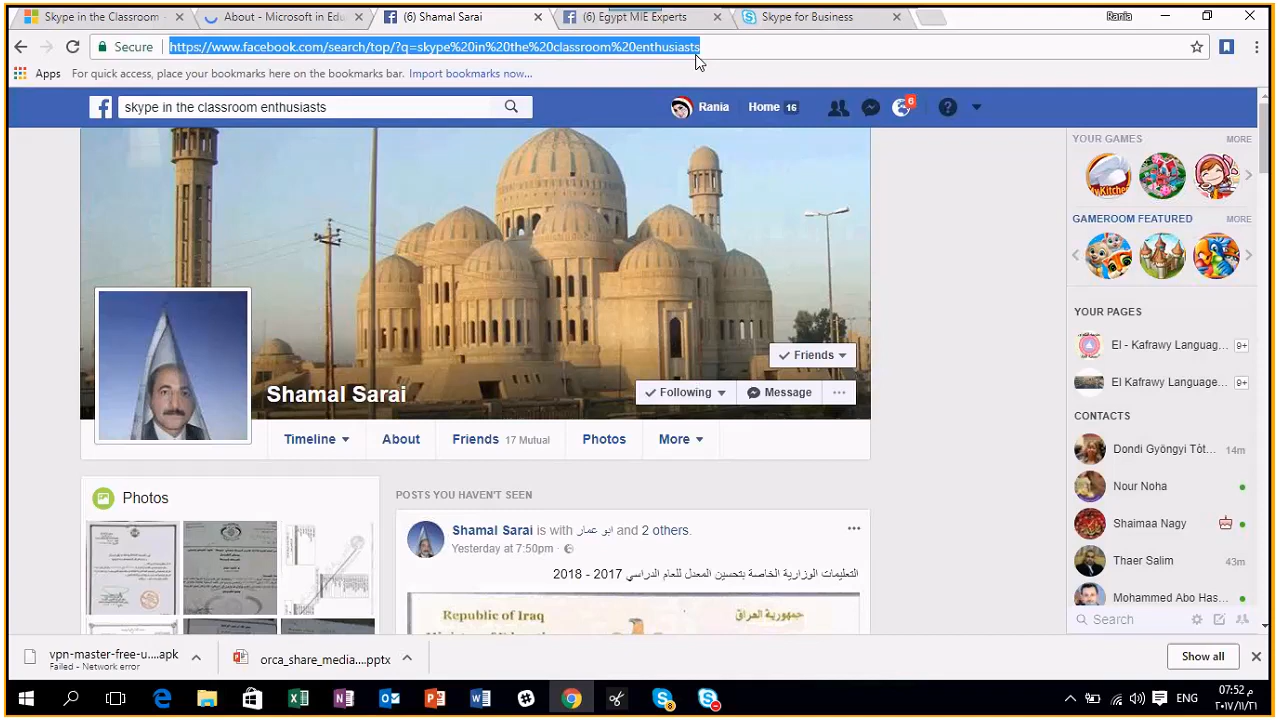 Skype in the Classroom -
About - Microsoft in Edu
(6) Shamal Sarai
(6) Egypt MIE Experts
Skype for Business
Rania
Secure
https://www.facebook.com/search/top/?q=skype%20in%20the%20classroom%20enthusiasts
Apps
For quick access, place your bookmarks here on the bookmarks bar. Import bookmarks now...
skype in the classroom enthusiasts
Rania
Home 16
6
YOUR GAMES
MORE
GAMEROOM FEATURED
MORE
YOUR PAGES
El - Kafrawy Languag... 9+
El Kafrawy Language... 9+
CONTACTS
Dondi Gyöngyi Tòt... 14m
Nour Noha
Shaimaa Nagy
Thaer Salim 43m
Mohammed Abo Has...
Search
Friends
Shamal Sarai
Following
Message
Timeline
About
Friends 17 Mutual
Photos
More
Photos
POSTS YOU HAVEN'T SEEN
Shamal Sarai is with ابو عمار and 2 others.
Yesterday at 7:50pm
التعليمات الوزارية الخاصة بتحسين المعدل للعام الدراسي 2017 - 2018
Republic of Iraq
جمهورية العراق
vpn-master-free-u....apk
Failed - Network error
orca_share_media....pptx
Show all
ENG
07:52 م
٢٠١٧/١١/٢١